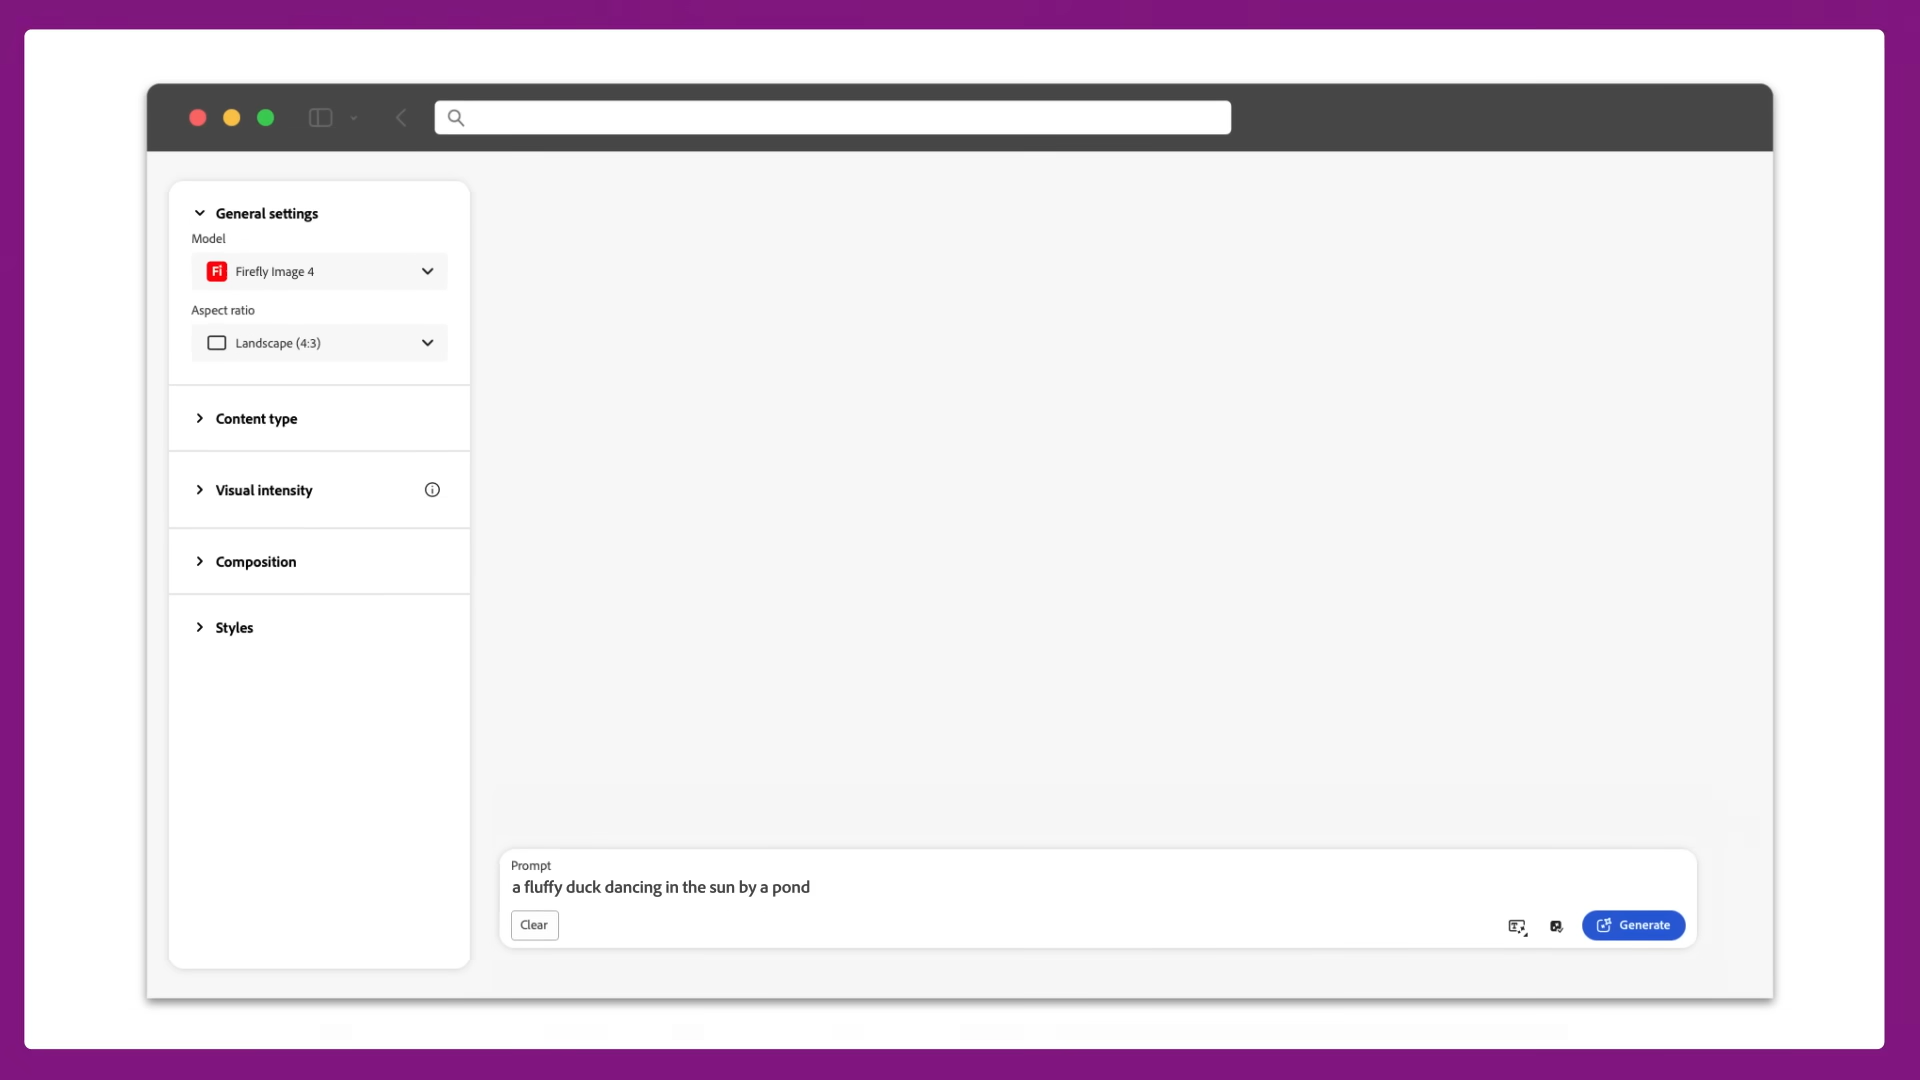 General settings
Model
Fi Firefly Image 4
Aspect ratio
Landscape (4:3)
Content type
Visual intensity
Composition
Styles
Prompt
a fluffy duck dancing in the sun by a pond
Clear
Generate